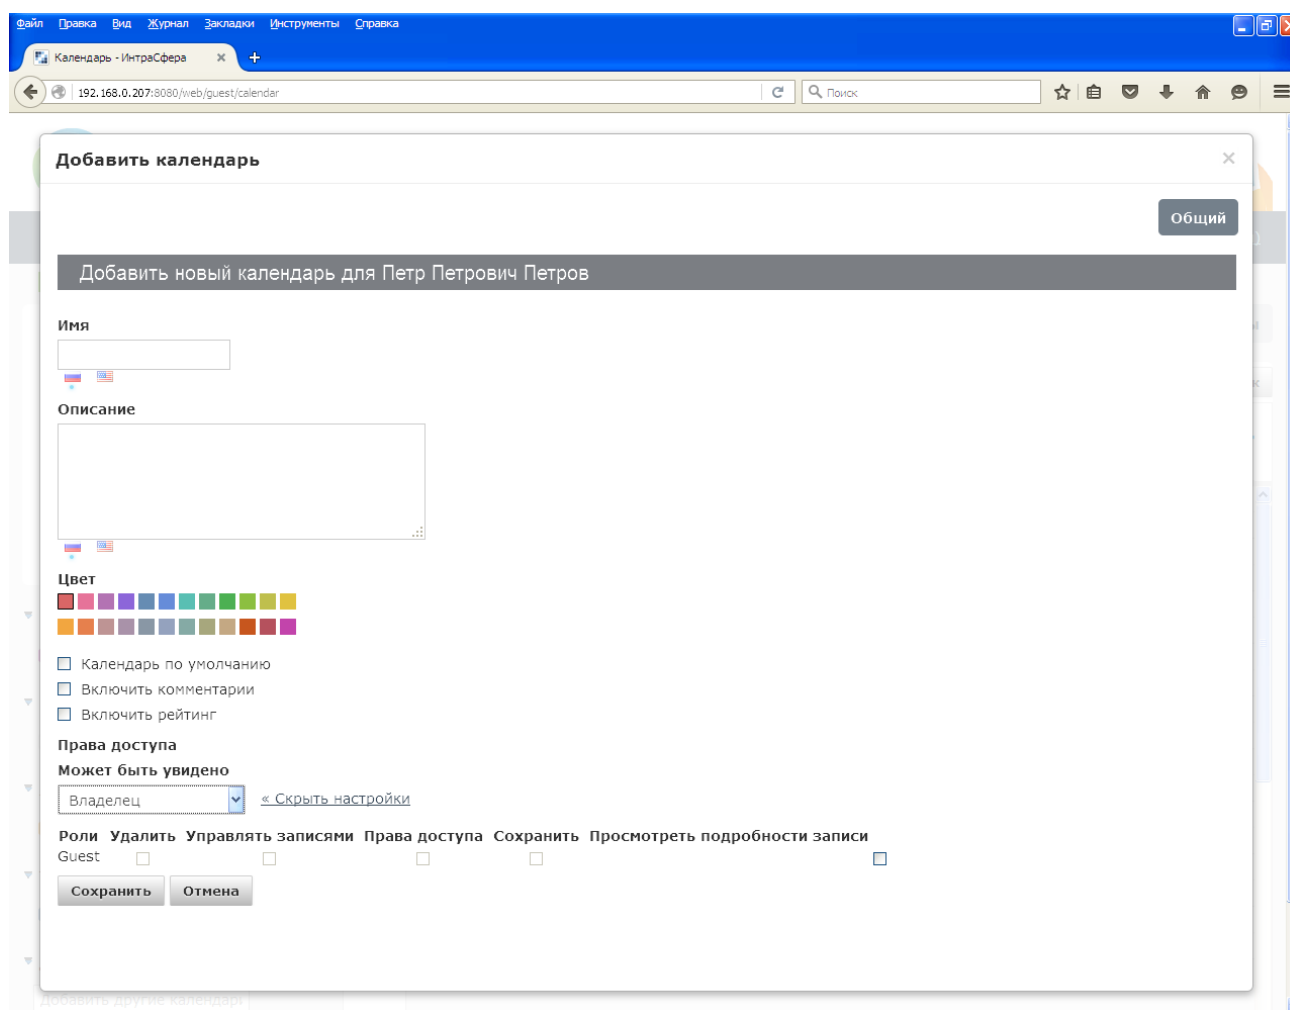 Файл Правка Вид Журнал Закладки Инструменты Справка
Календарь - ИнтраСфера
192.168.0.207:8080/web/guest/calendar
Поиск
Добавить календарь
Общий
Добавить новый календарь для Петр Петрович Петров
Имя
Описание
Цвет
Календарь по умолчанию
Включить комментарии
Включить рейтинг
Права доступа
Может быть увидено
Владелец « Скрыть настройки
Роли Удалить Управлять записями Права доступа Сохранить Просмотреть подробности записи
Guest
Сохранить Отмена
Добавить другие календари